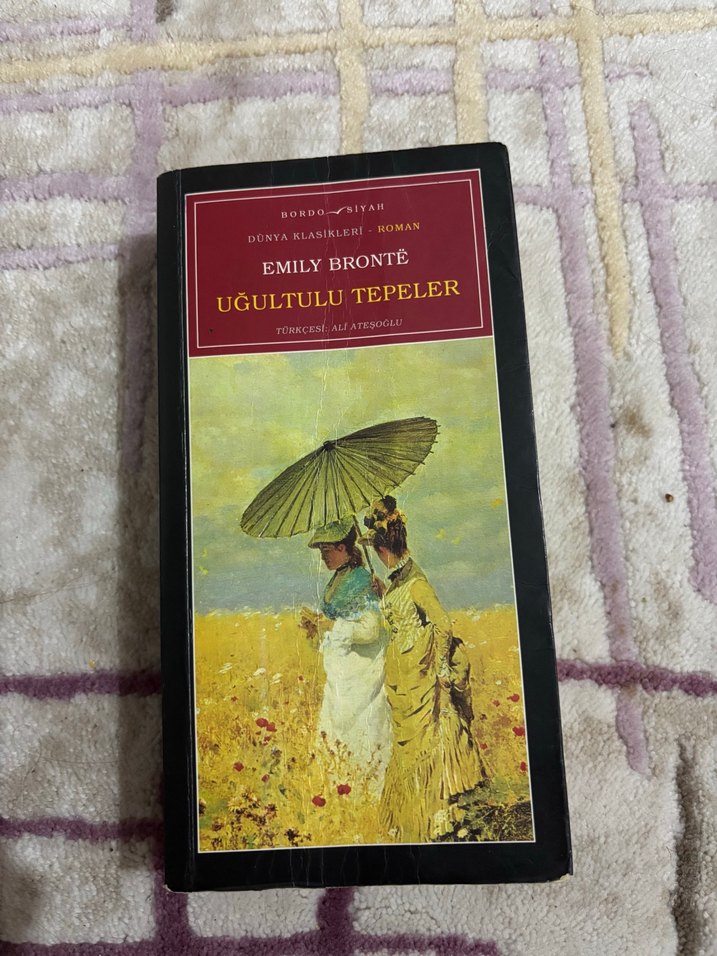 BORDO SİYAH
DÜNYA KLASİKLERİ - ROMAN
EMILY BRONTË
UĞULTULU TEPELER
TÜRKÇESİ: ALİ ATEŞOĞLU